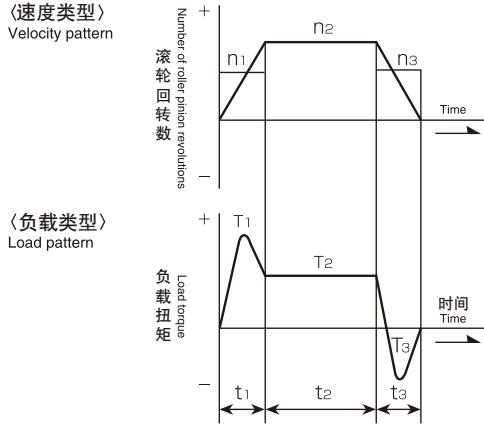 〈速度类型〉
Velocity pattern
滚轮回转数
Number of roller pinion revolutions
+
−
n1
n2
n3
Time
〈负载类型〉
Load pattern
负载扭矩
Load torque
+
−
T1
T2
T3
时间
Time
t1
t2
t3